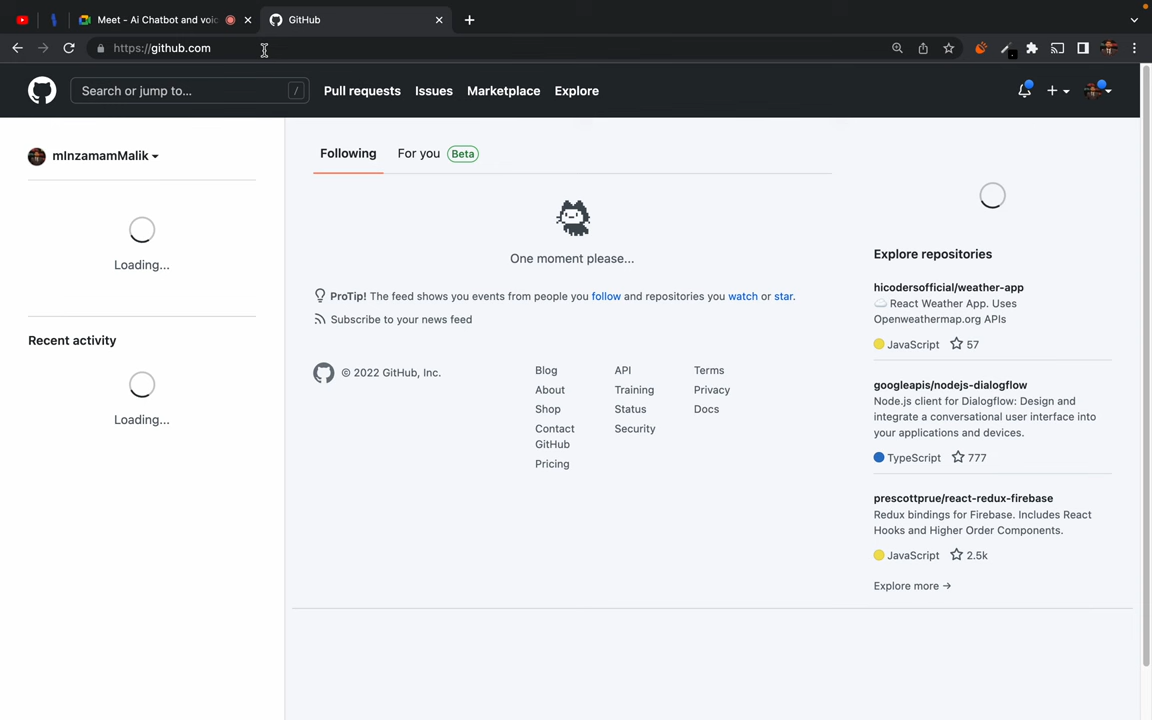 Meet - Ai Chatbot and voic
GitHub
https://github.com
Search or jump to...
/
Pull requests
Issues
Marketplace
Explore
mInzamamMalik
Loading...
Recent activity
Loading...
Following
For you
Beta
One moment please...
ProTip! The feed shows you events from people you follow and repositories you watch or star.
Subscribe to your news feed
© 2022 GitHub, Inc.
Blog
About
Shop
Contact
GitHub
Pricing
API
Training
Status
Security
Terms
Privacy
Docs
Explore repositories
hicodersofficial/weather-app
React Weather App. Uses
Openweathermap.org APIs
JavaScript
57
googleapis/nodejs-dialogflow
Node.js client for Dialogflow: Design and
integrate a conversational user interface into
your applications and devices.
TypeScript
777
prescottprue/react-redux-firebase
Redux bindings for Firebase. Includes React
Hooks and Higher Order Components.
JavaScript
2.5k
Explore more →